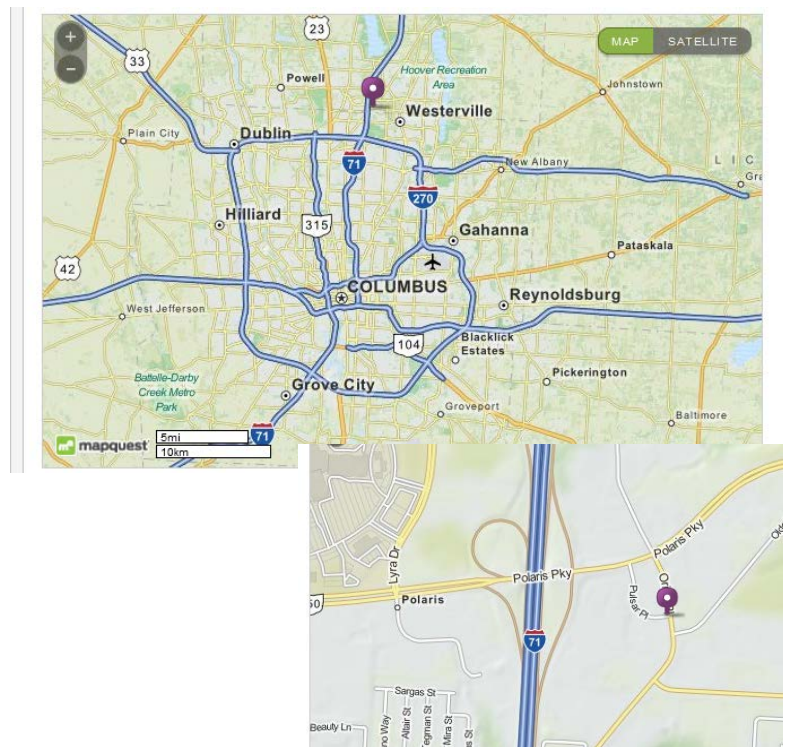 23
33
MAP SATELLITE
Hoover Recreation
Area
Powell
Johnstown
Westerville
Plain City
Dublin
71
New Albany
L I C
Gra
270
Hilliard
315
Gahanna
Pataskala
42
COLUMBUS
Reynoldsburg
West Jefferson
104
Blacklick
Estates
Pickerington
Battelle-Darby
Creek Metro
Park
Grove City
Groveport
Baltimore
mapquest
5mi
10km
71
Polaris Pky
Lyra Dr
Polaris Pky
50
Polaris
Pulsar Pl
71
Sargas St
Beauty Ln
Altair St
Mira St